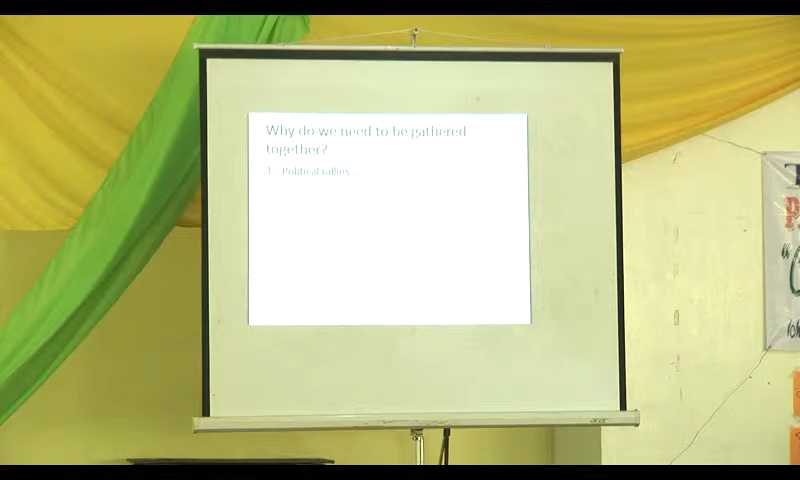 Why do we need to be gathered
together?
1. Political rallies...